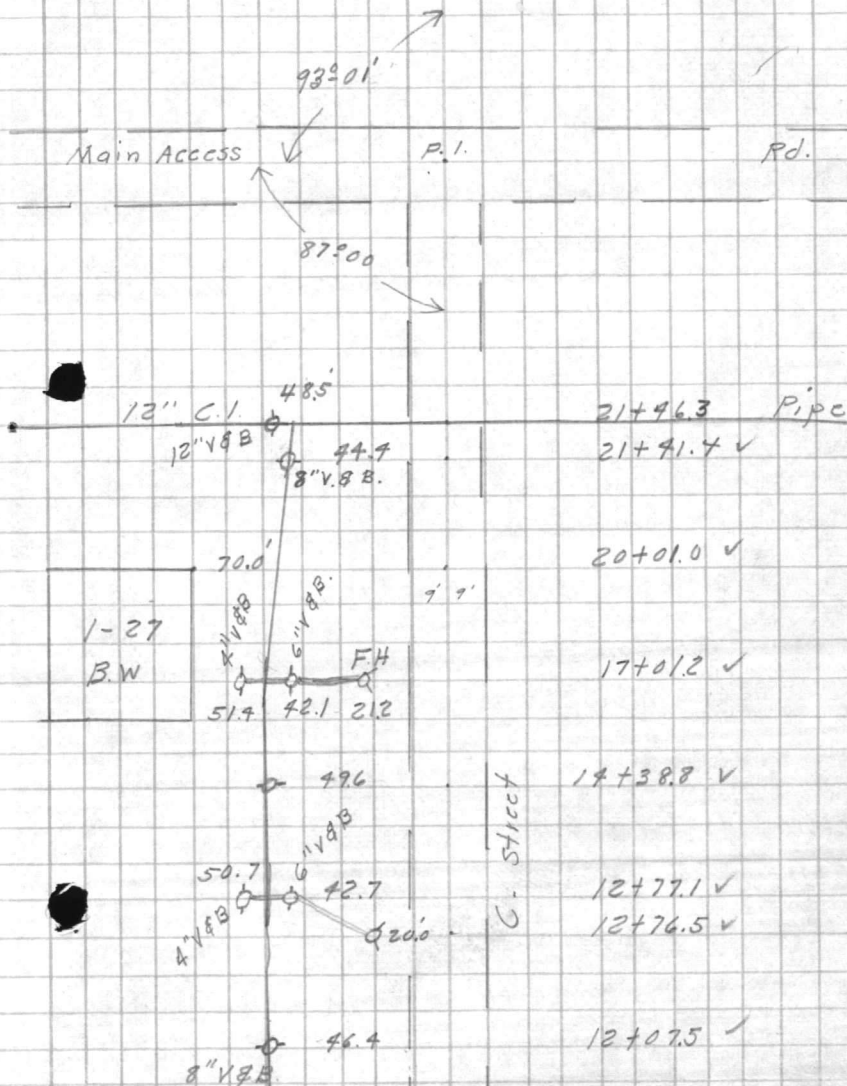 93°01'
Main Access P.I. Rd.
87°00
48.5'
12" C.I. 21+46.3 Pipe
12" V&B 44.4 21+41.4 ✓
8" V.&B.
70.0' 20+01.0 ✓
9' 9'
1-27
B.W
4" V&B 6" V&B. FH 17+01.2 ✓
51.4 42.1 21.2
49.6 14+38.8 ✓
C. Street
50.7 6" V&B 42.7 12+77.1 ✓
4" V&B 20.0 12+76.5 ✓
46.4 12+07.5 ✓
8" V&B